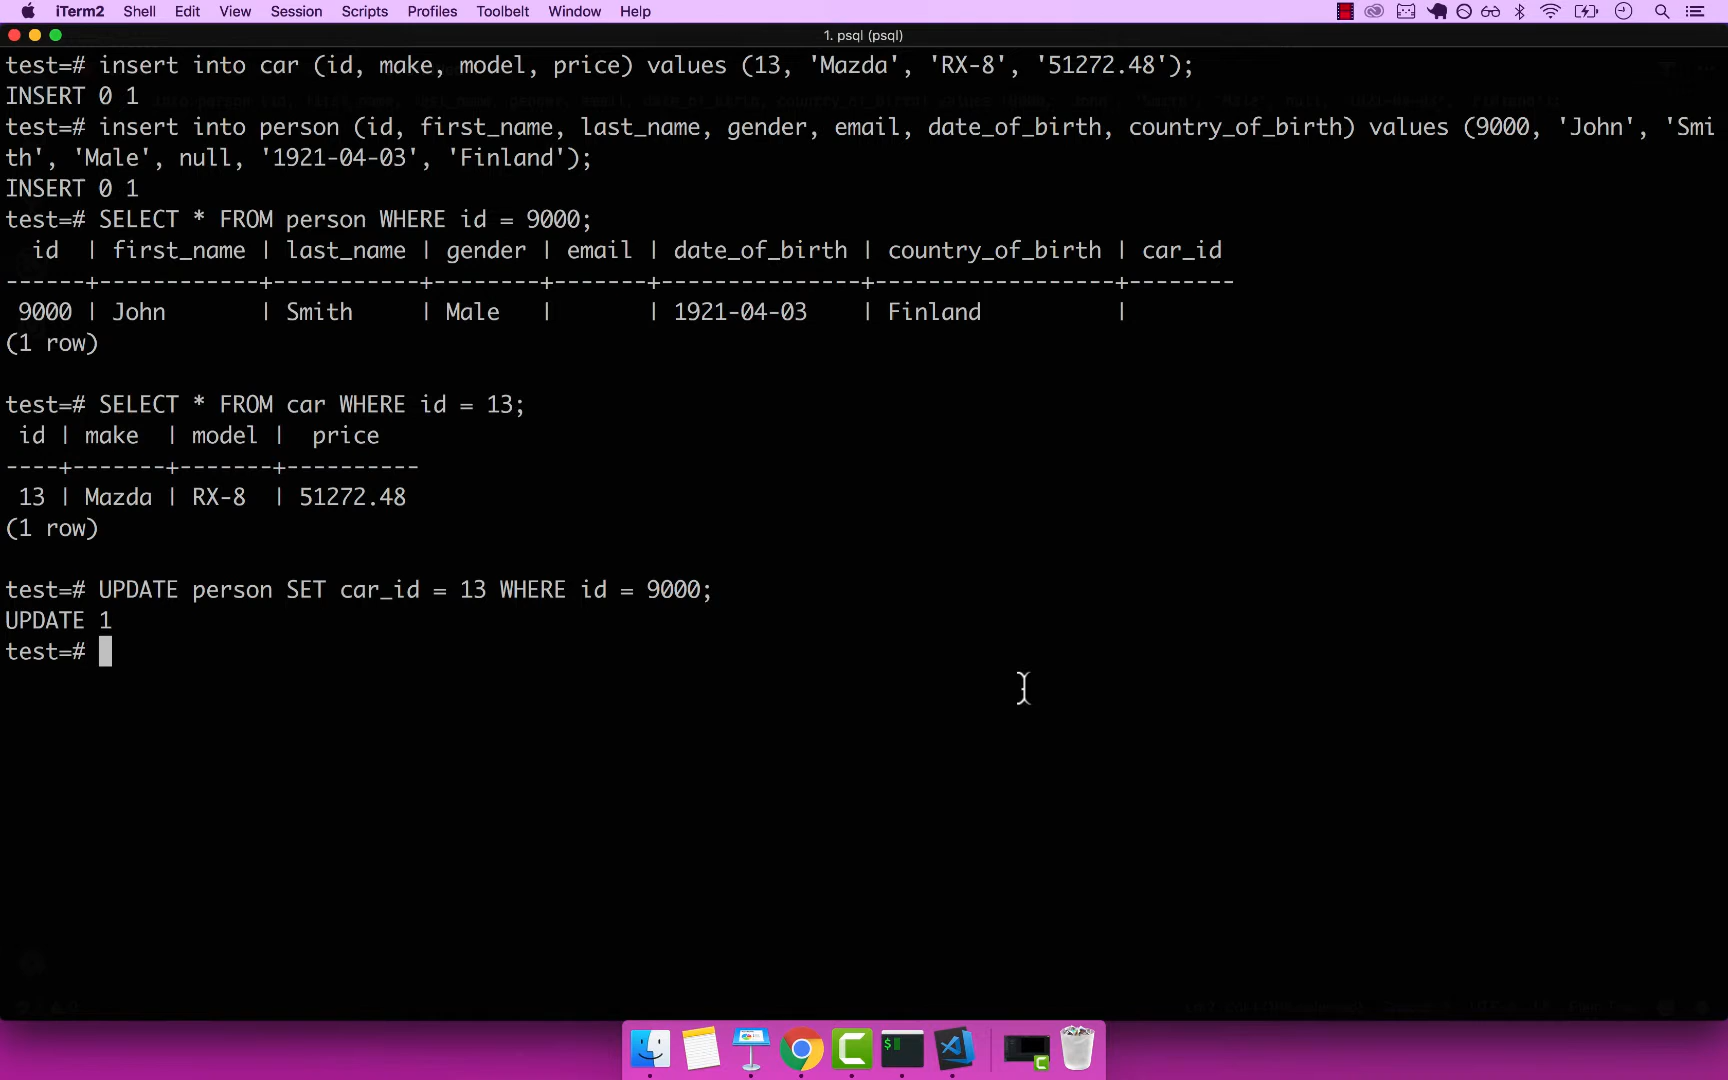 iTerm2 Shell Edit View Session Scripts Profiles Toolbelt Window Help
1. psql (psql)
test=# insert into car (id, make, model, price) values (13, 'Mazda', 'RX-8', '51272.48');
INSERT 0 1
test=# insert into person (id, first_name, last_name, gender, email, date_of_birth, country_of_birth) values (9000, 'John', 'Smi
th', 'Male', null, '1921-04-03', 'Finland');
INSERT 0 1
test=# SELECT * FROM person WHERE id = 9000;
id | first_name | last_name | gender | email | date_of_birth | country_of_birth | car_id
------+------------+-----------+--------+-------+---------------+------------------+--------
9000 | John | Smith | Male | | 1921-04-03 | Finland |
(1 row)
test=# SELECT * FROM car WHERE id = 13;
id | make | model | price
----+-------+-------+----------
13 | Mazda | RX-8 | 51272.48
(1 row)
test=# UPDATE person SET car_id = 13 WHERE id = 9000;
UPDATE 1
test=#